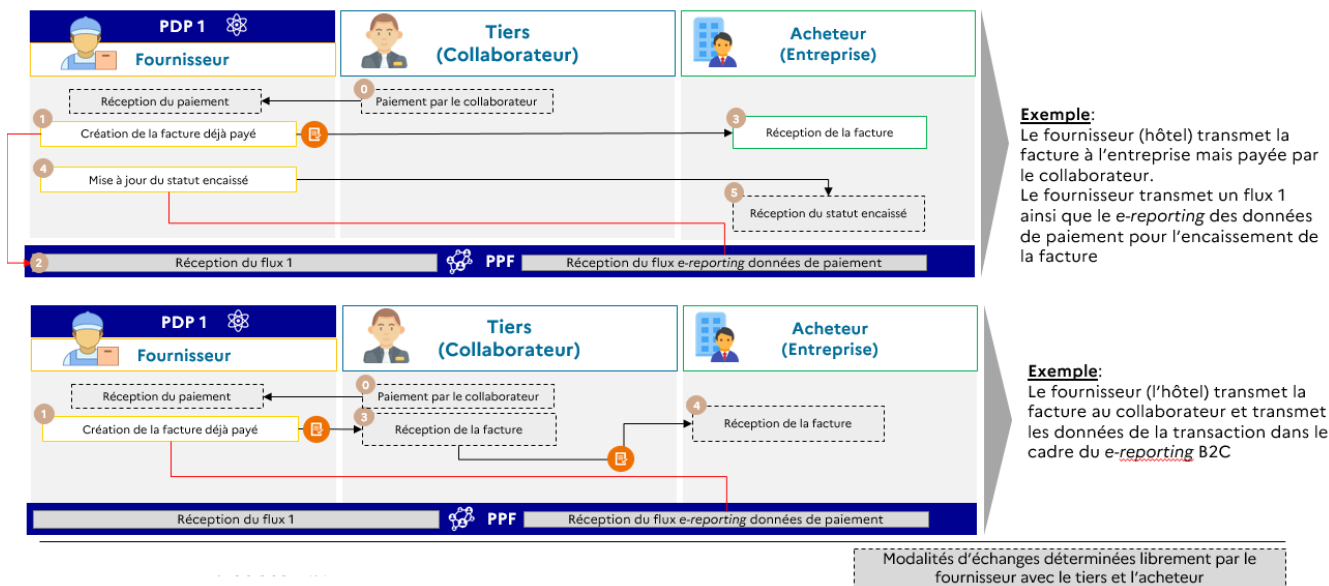 PDP 1
Fournisseur
Tiers
(Collaborateur)
Acheteur
(Entreprise)
0
Réception du paiement
Paiement par le collaborateur
1
Création de la facture déjà payé
3
Réception de la facture
4
Mise à jour du statut encaissé
5
Réception du statut encaissé
2
Réception du flux 1
PPF
Réception du flux e-reporting données de paiement
Exemple:
Le fournisseur (hôtel) transmet la
facture à l'entreprise mais payée par
le collaborateur.
Le fournisseur transmet un flux 1
ainsi que le e-reporting des données
de paiement pour l'encaissement de
la facture
PDP 1
Fournisseur
Tiers
(Collaborateur)
Acheteur
(Entreprise)
0
Réception du paiement
Paiement par le collaborateur
1
Création de la facture déjà payé
3
Réception de la facture
4
Réception de la facture
Réception du flux 1
PPF
Réception du flux e-reporting données de paiement
Exemple:
Le fournisseur (l'hôtel) transmet la
facture au collaborateur et transmet
les données de la transaction dans le
cadre du e-reporting B2C
Modalités d'échanges déterminées librement par le
fournisseur avec le tiers et l'acheteur